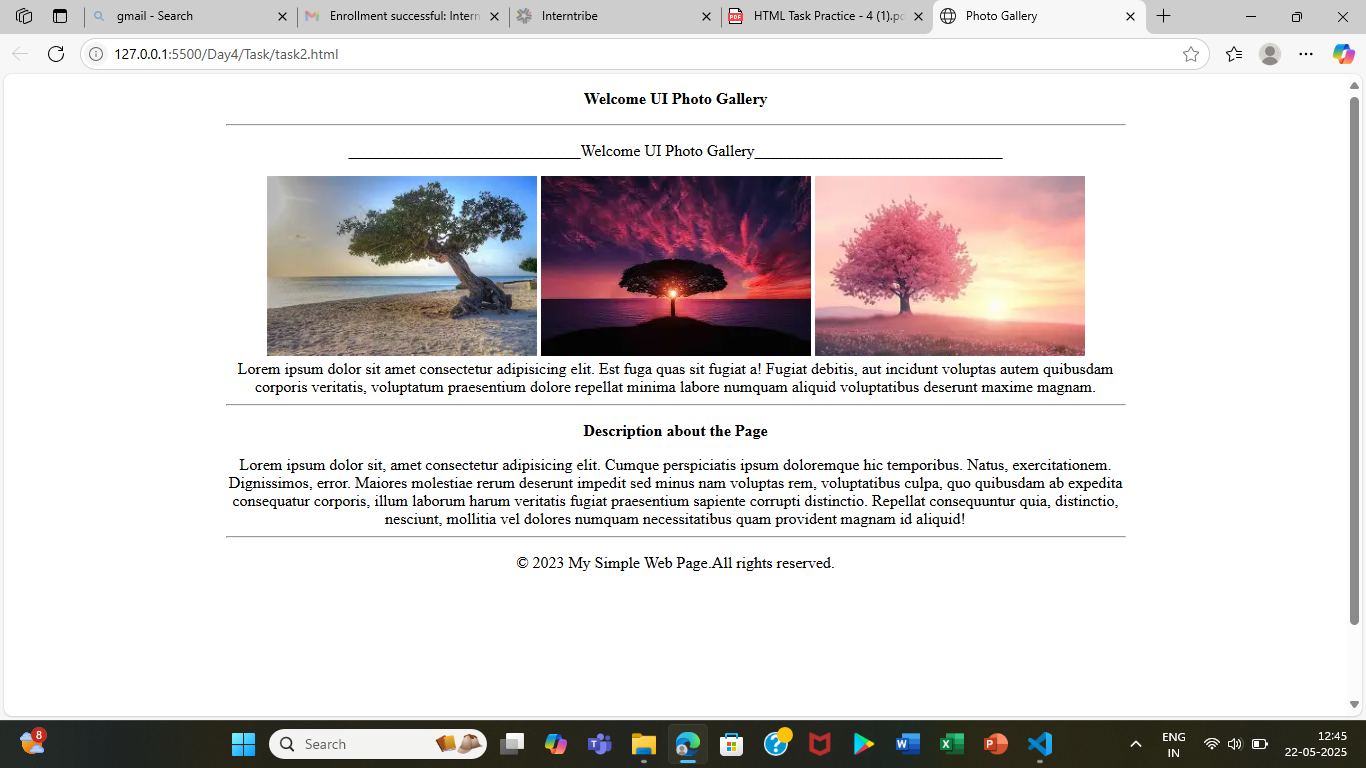 gmail - Search
Enrollment successful: Intern
Interntribe
HTML Task Practice - 4 (1).pd
Photo Gallery
127.0.0.1:5500/Day4/Task/task2.html
Welcome UI Photo Gallery
_____________________________Welcome UI Photo Gallery_______________________________
Lorem ipsum dolor sit amet consectetur adipisicing elit. Est fuga quas sit fugiat a! Fugiat debitis, aut incidunt voluptas autem quibusdam
corporis veritatis, voluptatum praesentium dolore repellat minima labore numquam aliquid voluptatibus deserunt maxime magnam.
Description about the Page
Lorem ipsum dolor sit, amet consectetur adipisicing elit. Cumque perspiciatis ipsum doloremque hic temporibus. Natus, exercitationem.
Dignissimos, error. Maiores molestiae rerum deserunt impedit sed minus nam voluptas rem, voluptatibus culpa, quo quibusdam ab expedita
consequatur corporis, illum laborum harum veritatis fugiat praesentium sapiente corrupti distinctio. Repellat consequuntur quia, distinctio,
nesciunt, mollitia vel dolores numquam necessitatibus quam provident magnam id aliquid!
© 2023 My Simple Web Page.All rights reserved.
8
Search
ENG
IN
12:45
22-05-2025